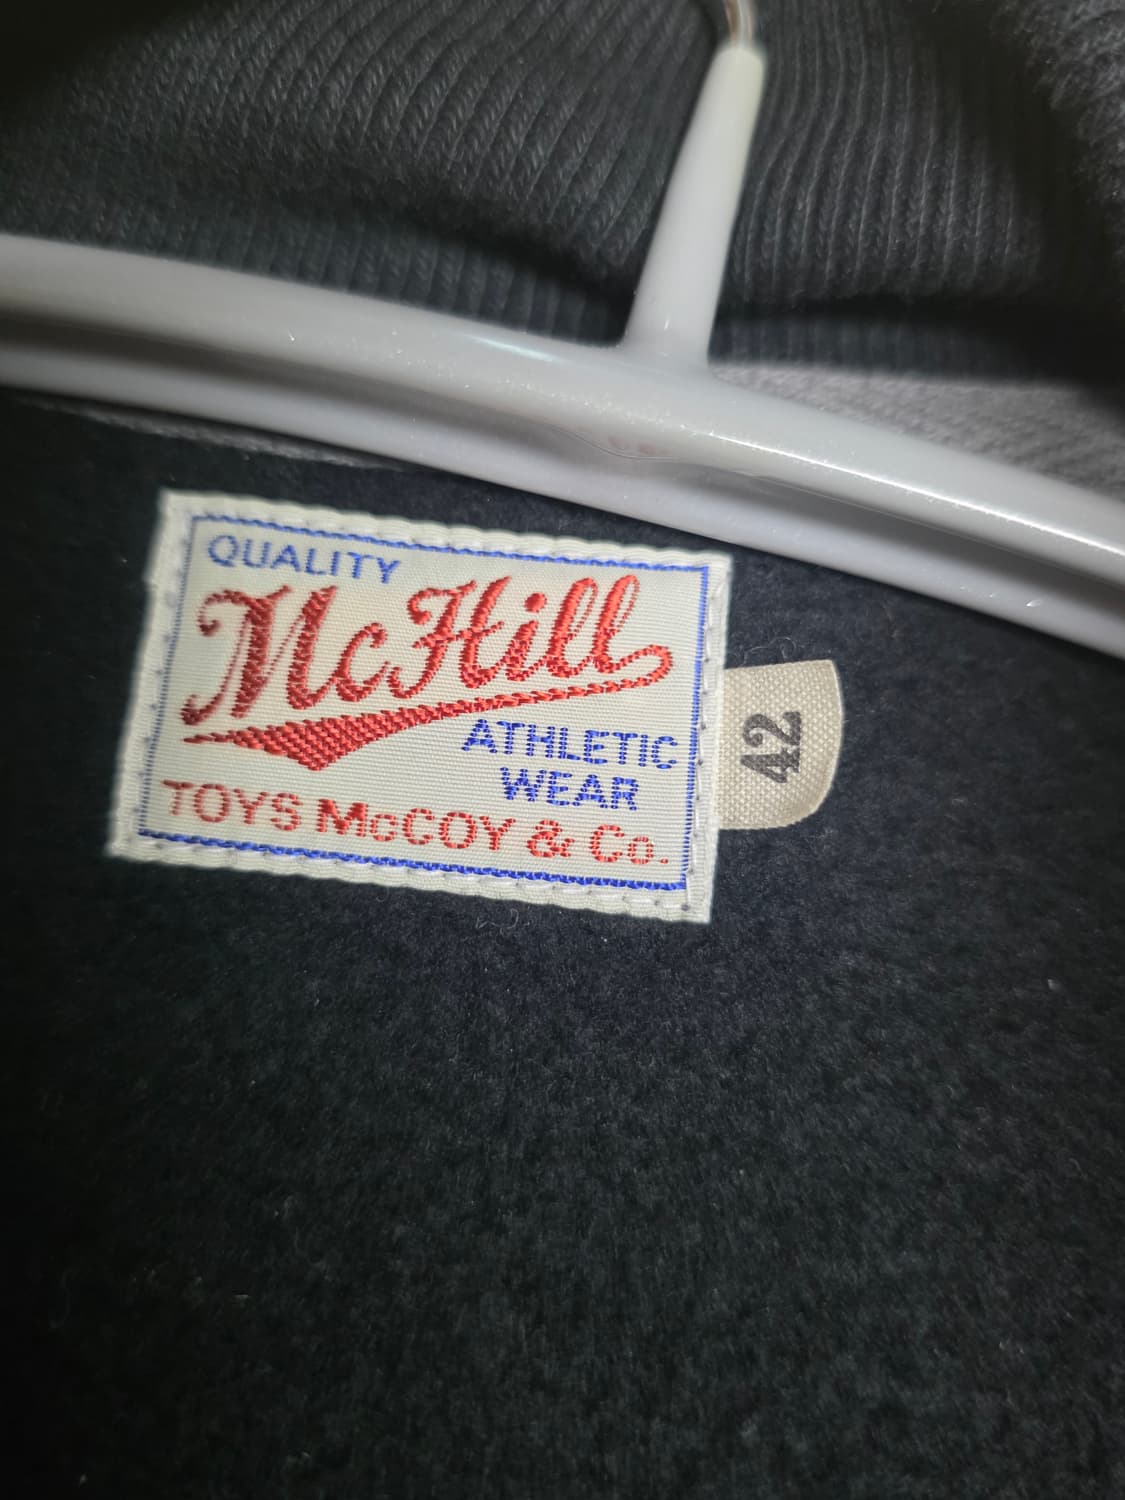 QUALITY
McHill
ATHLETIC
WEAR
TOYS McCOY & Co.
42